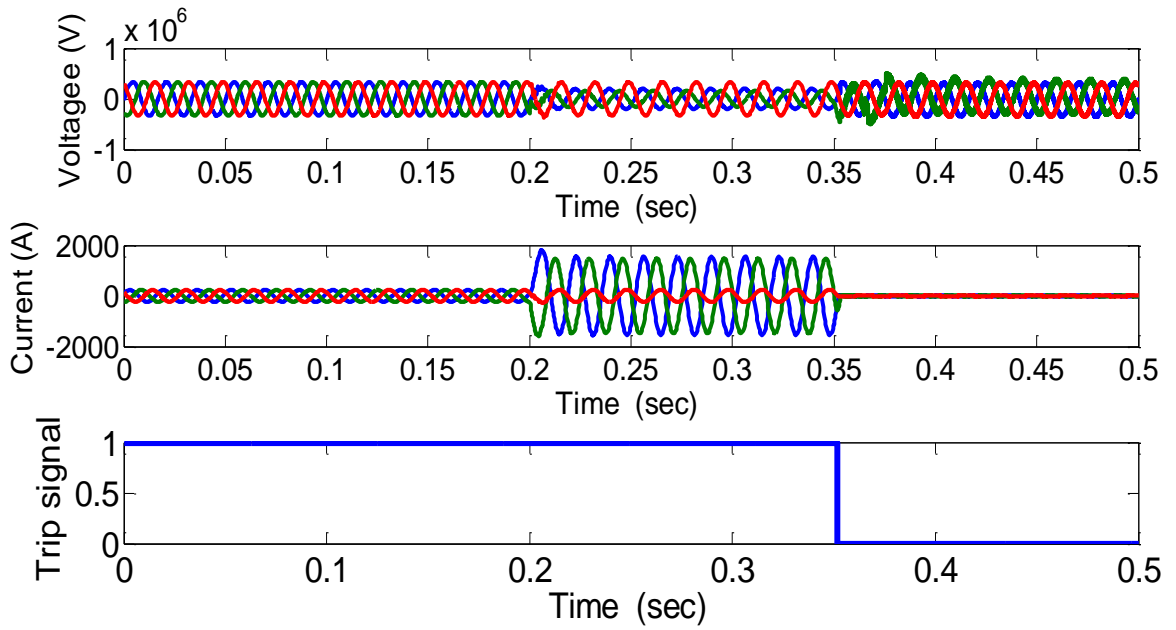 x 10^6
Voltagee (V)
1
0
-1
0 0.05 0.1 0.15 0.2 0.25 0.3 0.35 0.4 0.45 0.5
Time (sec)
Current (A)
2000
0
-2000
0 0.05 0.1 0.15 0.2 0.25 0.3 0.35 0.4 0.45 0.5
Time (sec)
Trip signal
1
0.5
0
0 0.1 0.2 0.3 0.4 0.5
Time (sec)